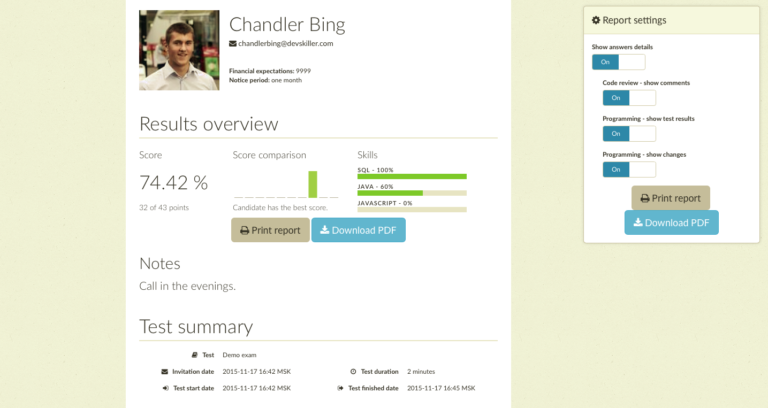 Chandler Bing
chandlerbing@devskiller.com
Financial expectations: 9999
Notice period: one month
Results overview
Score
74.42 %
32 of 43 points
Score comparison
Candidate has the best score.
Skills
SQL - 100%
JAVA - 60%
JAVASCRIPT - 0%
Print report
Download PDF
Notes
Call in the evenings.
Test summary
Test Demo exam
Invitation date 2015-11-17 16:42 MSK
Test duration 2 minutes
Test start date 2015-11-17 16:42 MSK
Test finished date 2015-11-17 16:45 MSK
Report settings
Show answers details
On
Code review - show comments
On
Programming - show test results
On
Programming - show changes
On
Print report
Download PDF